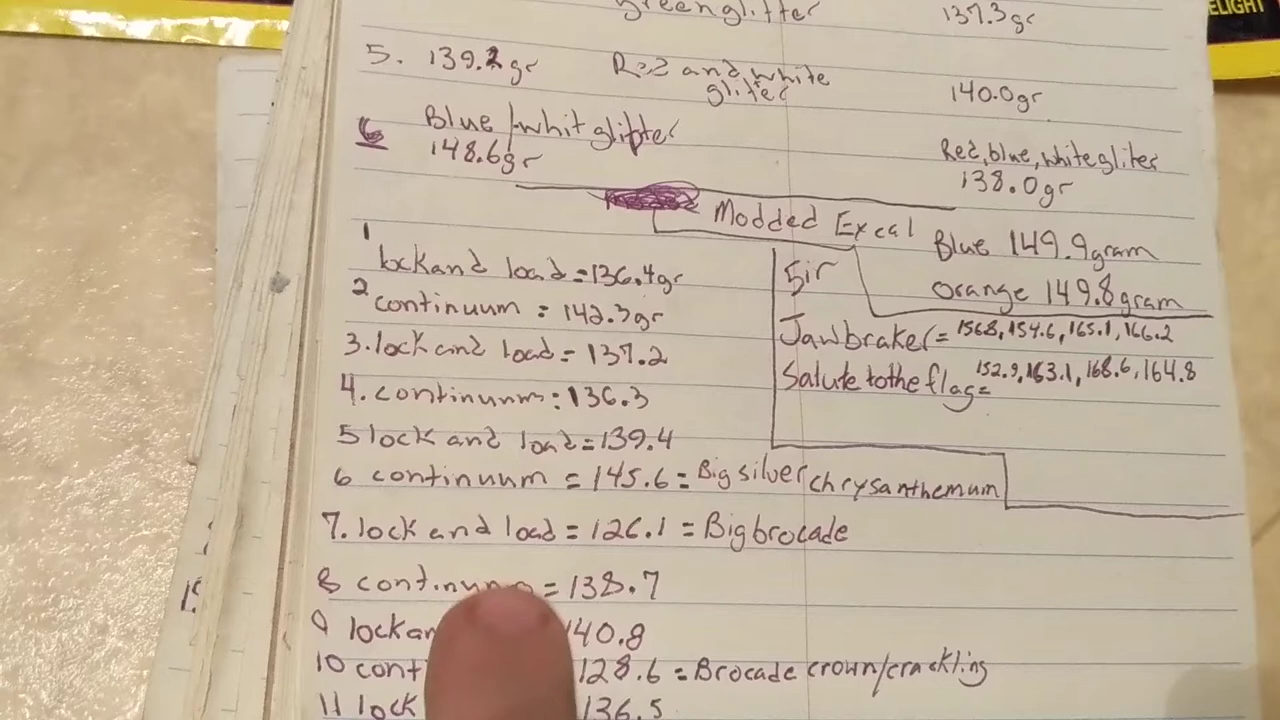 greenglitter 137.3gr
5. 139.2gr Red and white
glitter 140.0gr
6 Blue/whit glitter
148.6gr
Red, blue, white gliter
138.0gr
Modded Excal
Blue 149.9gram
Orange 149.8gram
1 lock and load = 136.4gr
2 continuum = 142.3gr
3. lock and load = 137.2
4. continuum: 136.3
5 lock and load = 139.4
6 continuum = 145.6 = Big silver chrysanthemum
7. lock and load = 126.1 = Big brocade
8 continuum = 138.7
9 lock an 140.8
10 cont 128.6 = Brocade crown/crackling
11 lock 136.5
Sir
Jawbraker = 156.8, 154.6, 165.1, 166.2
Salute to the flag = 152.9, 163.1, 168.6, 164.8
ELIGHT